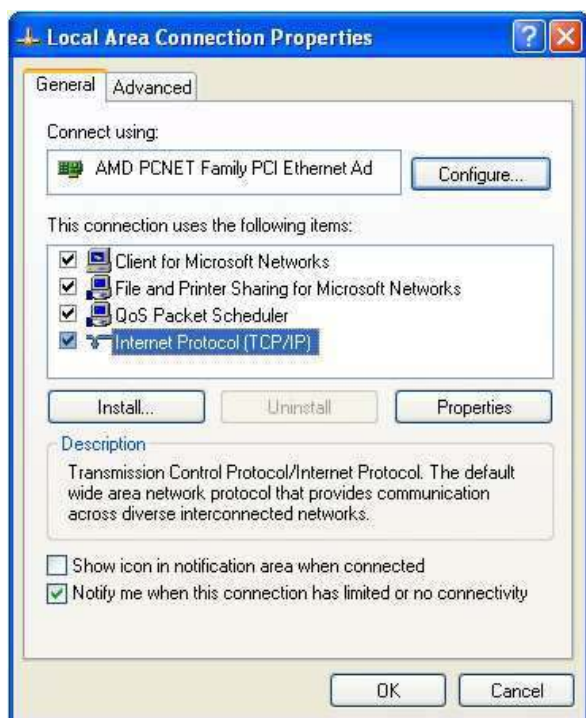 Local Area Connection Properties
General
Advanced
Connect using:
AMD PCNET Family PCI Ethernet Ad
Configure...
This connection uses the following items:
Client for Microsoft Networks
File and Printer Sharing for Microsoft Networks
QoS Packet Scheduler
Internet Protocol (TCP/IP)
Install...
Uninstall
Properties
Description
Transmission Control Protocol/Internet Protocol. The default
wide area network protocol that provides communication
across diverse interconnected networks.
Show icon in notification area when connected
Notify me when this connection has limited or no connectivity
OK
Cancel